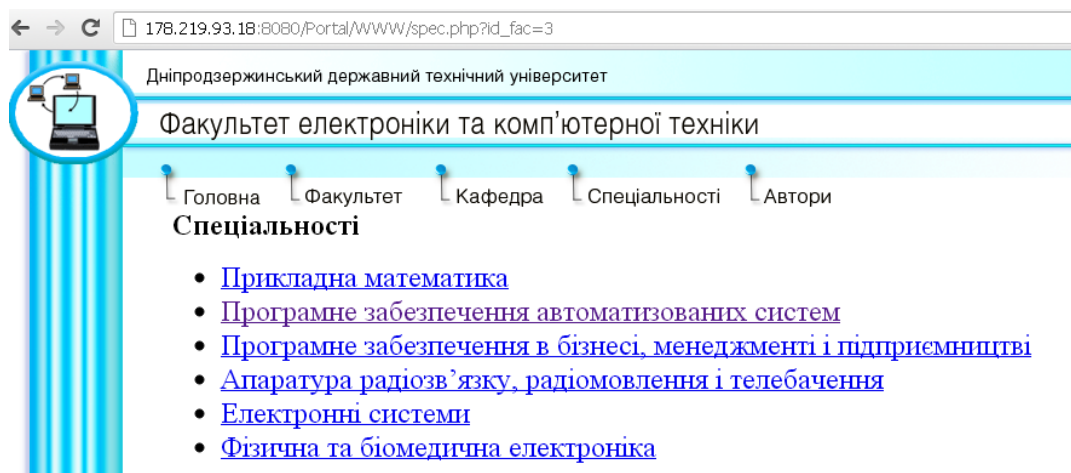 178.219.93.18:8080/Portal/WWW/spec.php?id_fac=3
Дніпродзержинський державний технічний університет
Факультет електроніки та комп'ютерної техніки
Головна Факультет Кафедра Спеціальності Автори
Спеціальності
• Прикладна математика
• Програмне забезпечення автоматизованих систем
• Програмне забезпечення в бізнесі, менеджменті і підприємництві
• Апаратура радіозв’язку, радіомовлення і телебачення
• Електронні системи
• Фізична та біомедична електроніка